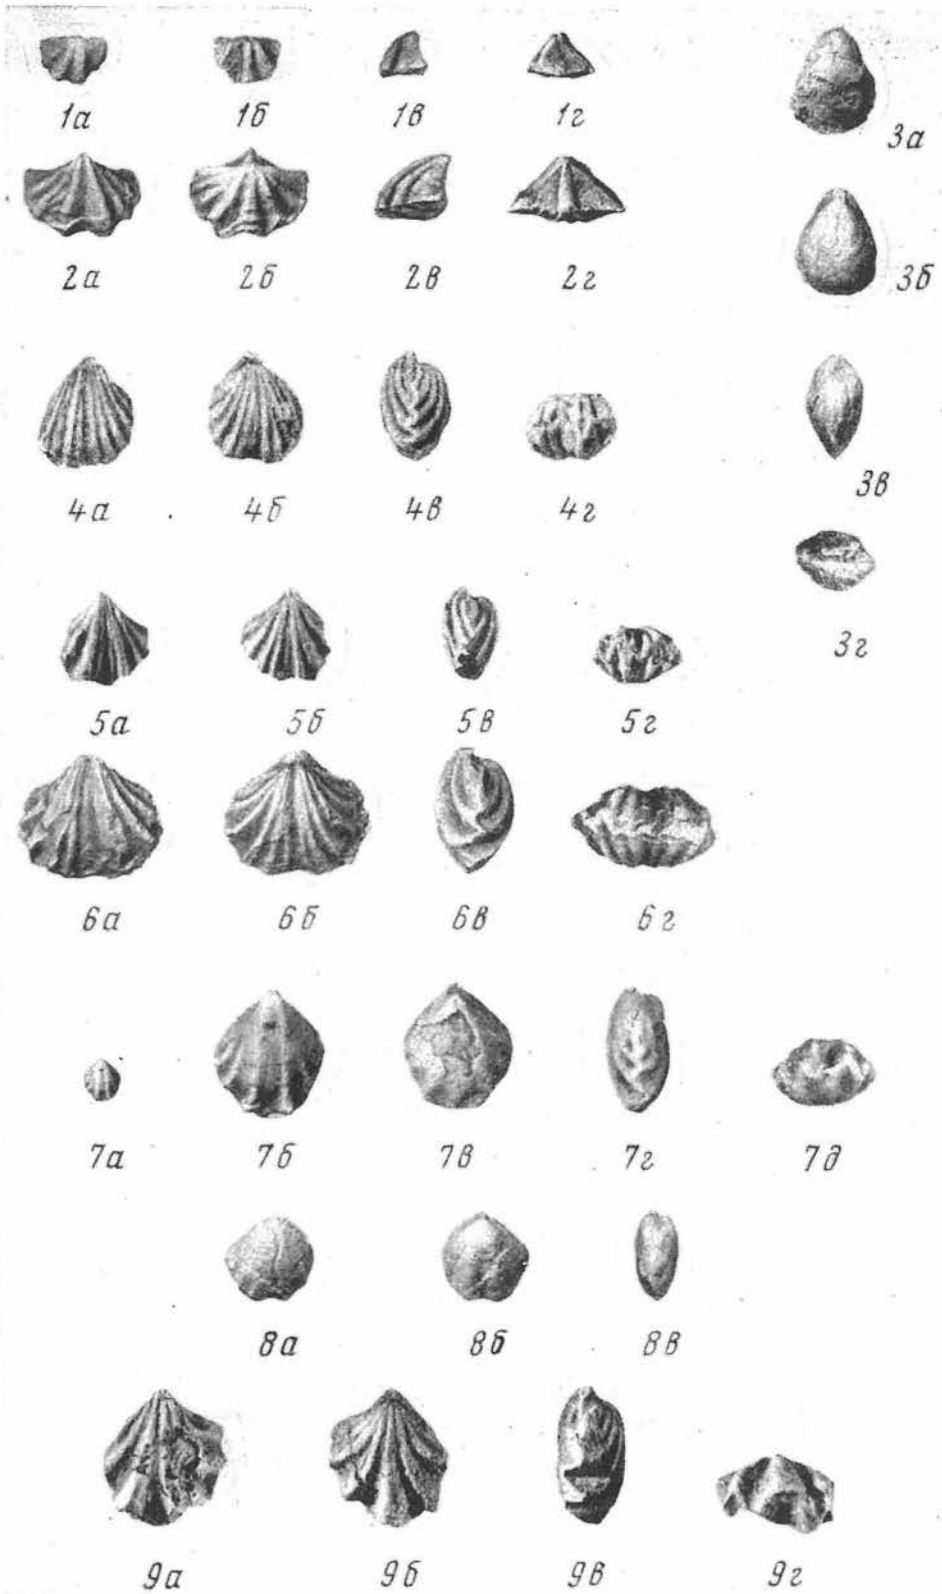 1а 1б 1в 1г
3а
2а 2б 2в 2г
3б
4а 4б 4в 4г
3в
3г
5а 5б 5в 5г
6а 6б 6в 6г
7а 7б 7в 7г 7д
8а 8б 8в
9а 9б 9в 9г